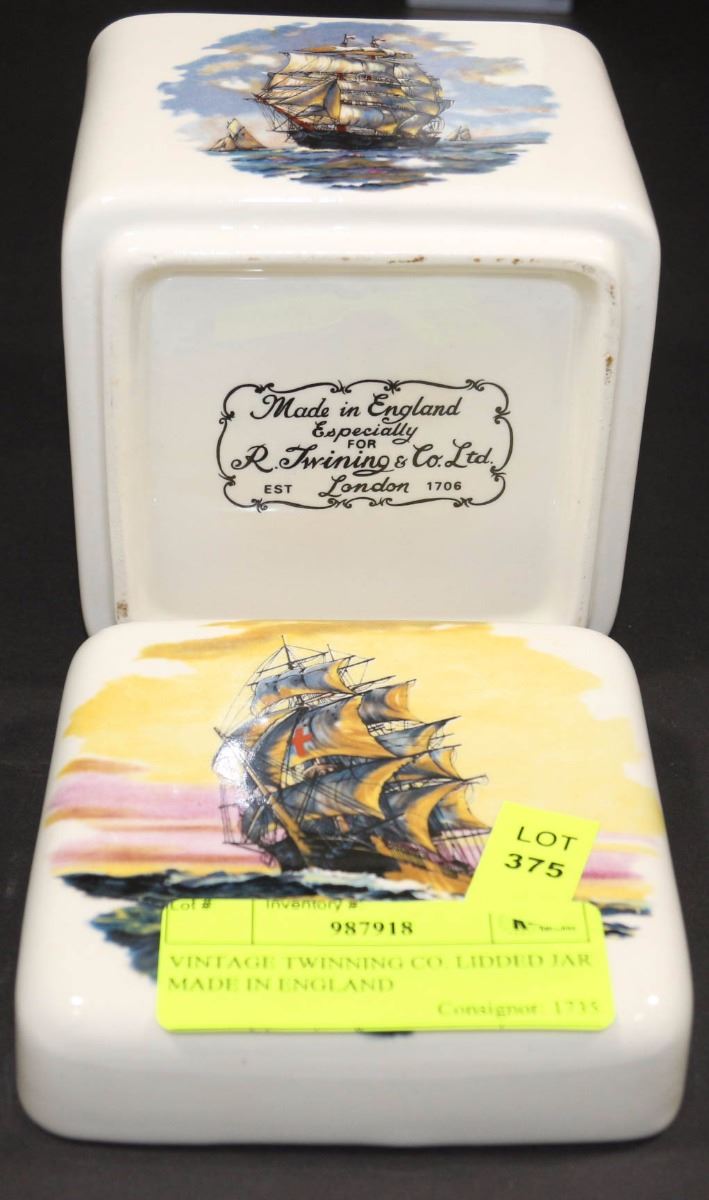 Made in England
Especially
FOR
R. Twining & Co. Ltd.
EST London 1706
LOT
375
Lot # Inventory #
987918
VINTAGE TWINNING CO. LIDDED JAR
MADE IN ENGLAND
Consignor: 1735